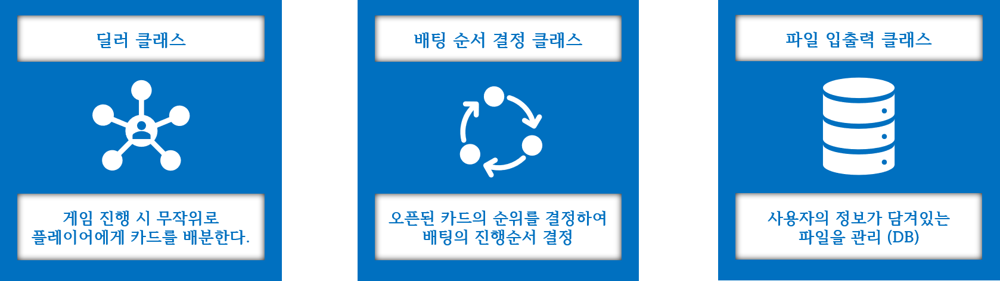 딜러 클래스
게임 진행 시 무작위로
플레이어에게 카드를 배분한다.
배팅 순서 결정 클래스
오픈된 카드의 순위를 결정하여
배팅의 진행순서 결정
파일 입출력 클래스
사용자의 정보가 담겨있는
파일을 관리 (DB)